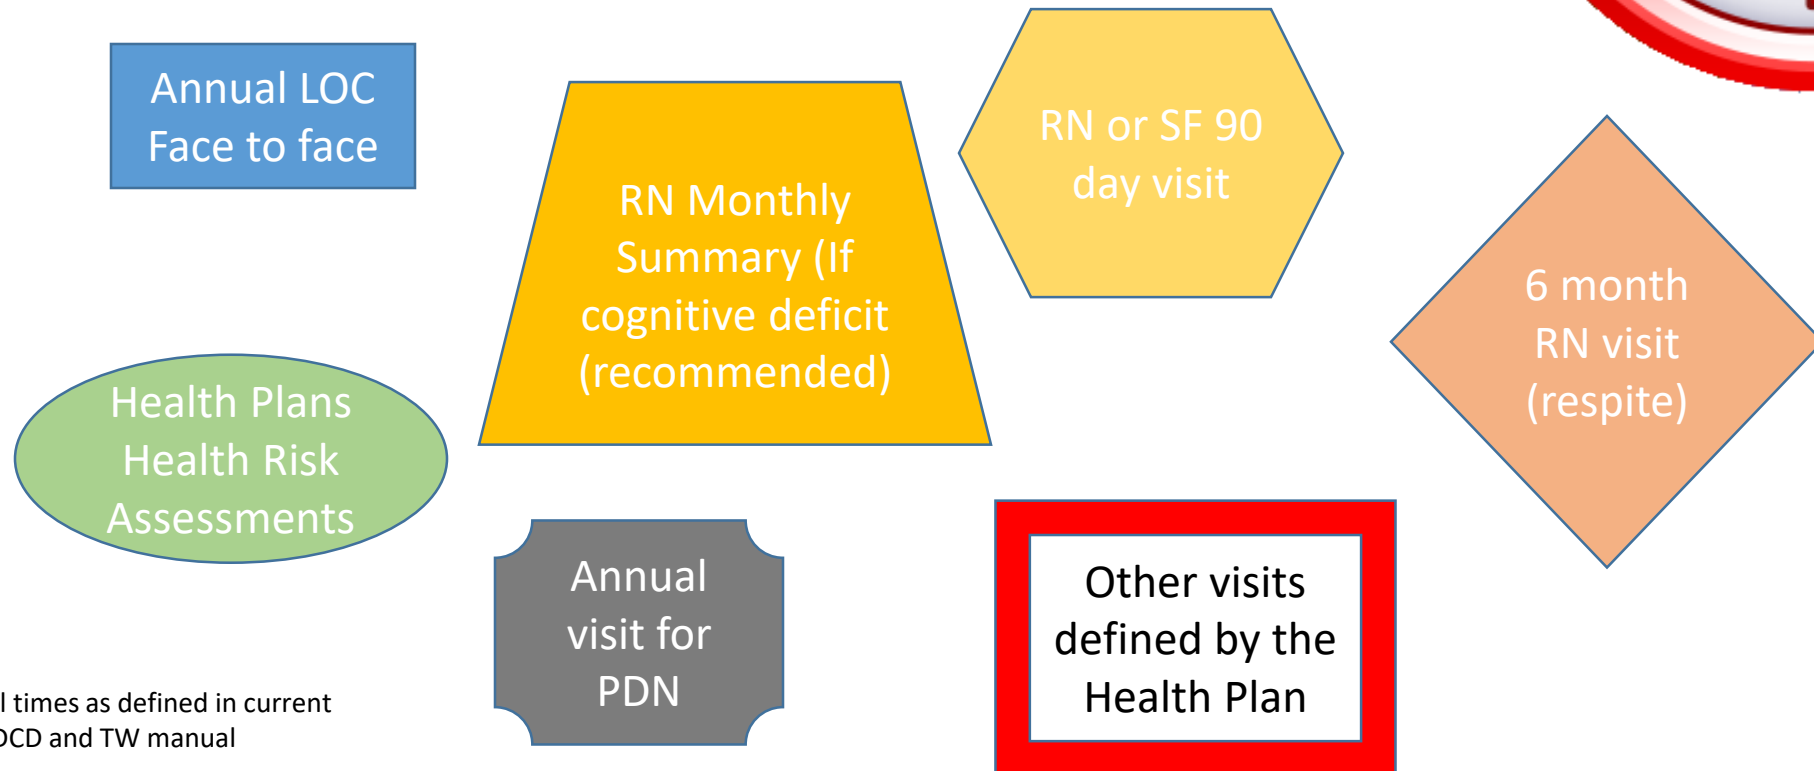 Annual LOC
Face to face
RN Monthly
Summary (If
cognitive deficit
(recommended)
RN or SF 90
day visit
6 month
RN visit
(respite)
Health Plans
Health Risk
Assessments
Annual
visit for
PDN
Other visits
defined by the
Health Plan
times as defined in current
and TW manual